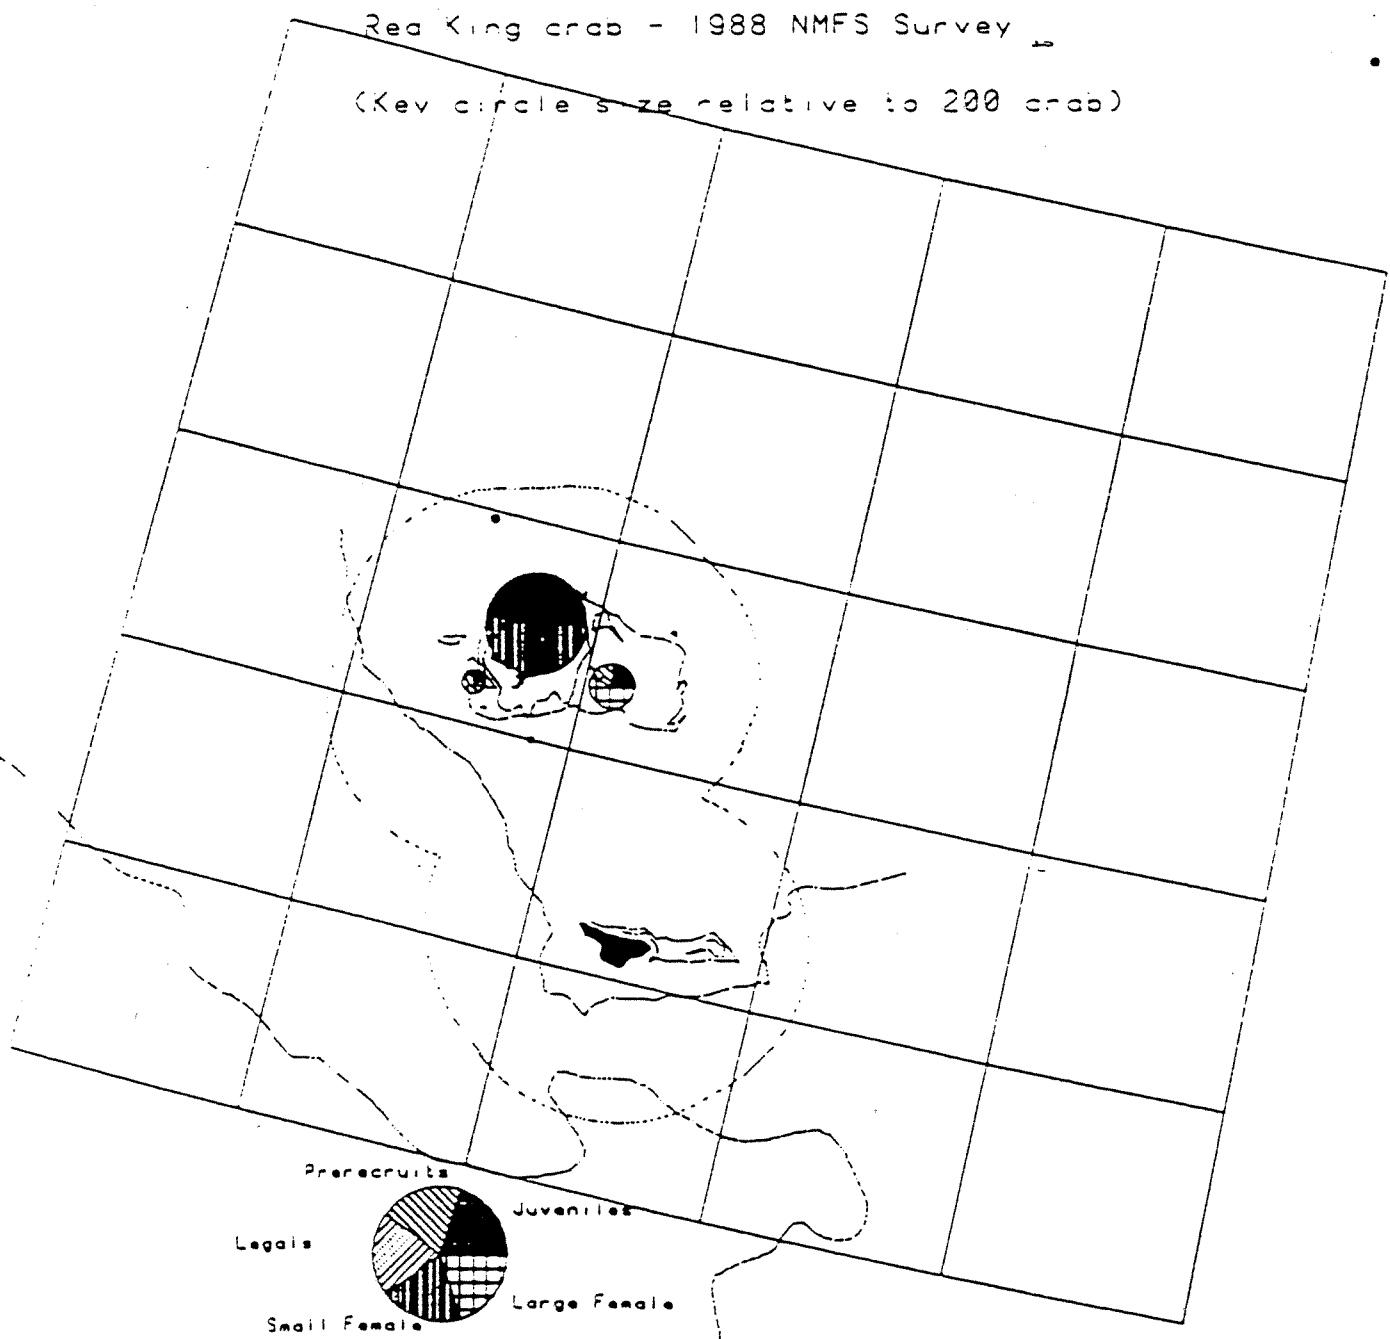 Red King crab - 1988 NMFS Survey
(Key circle size relative to 200 crab)
Prerecruits
Juveniles
Legals
Large Female
Small Female